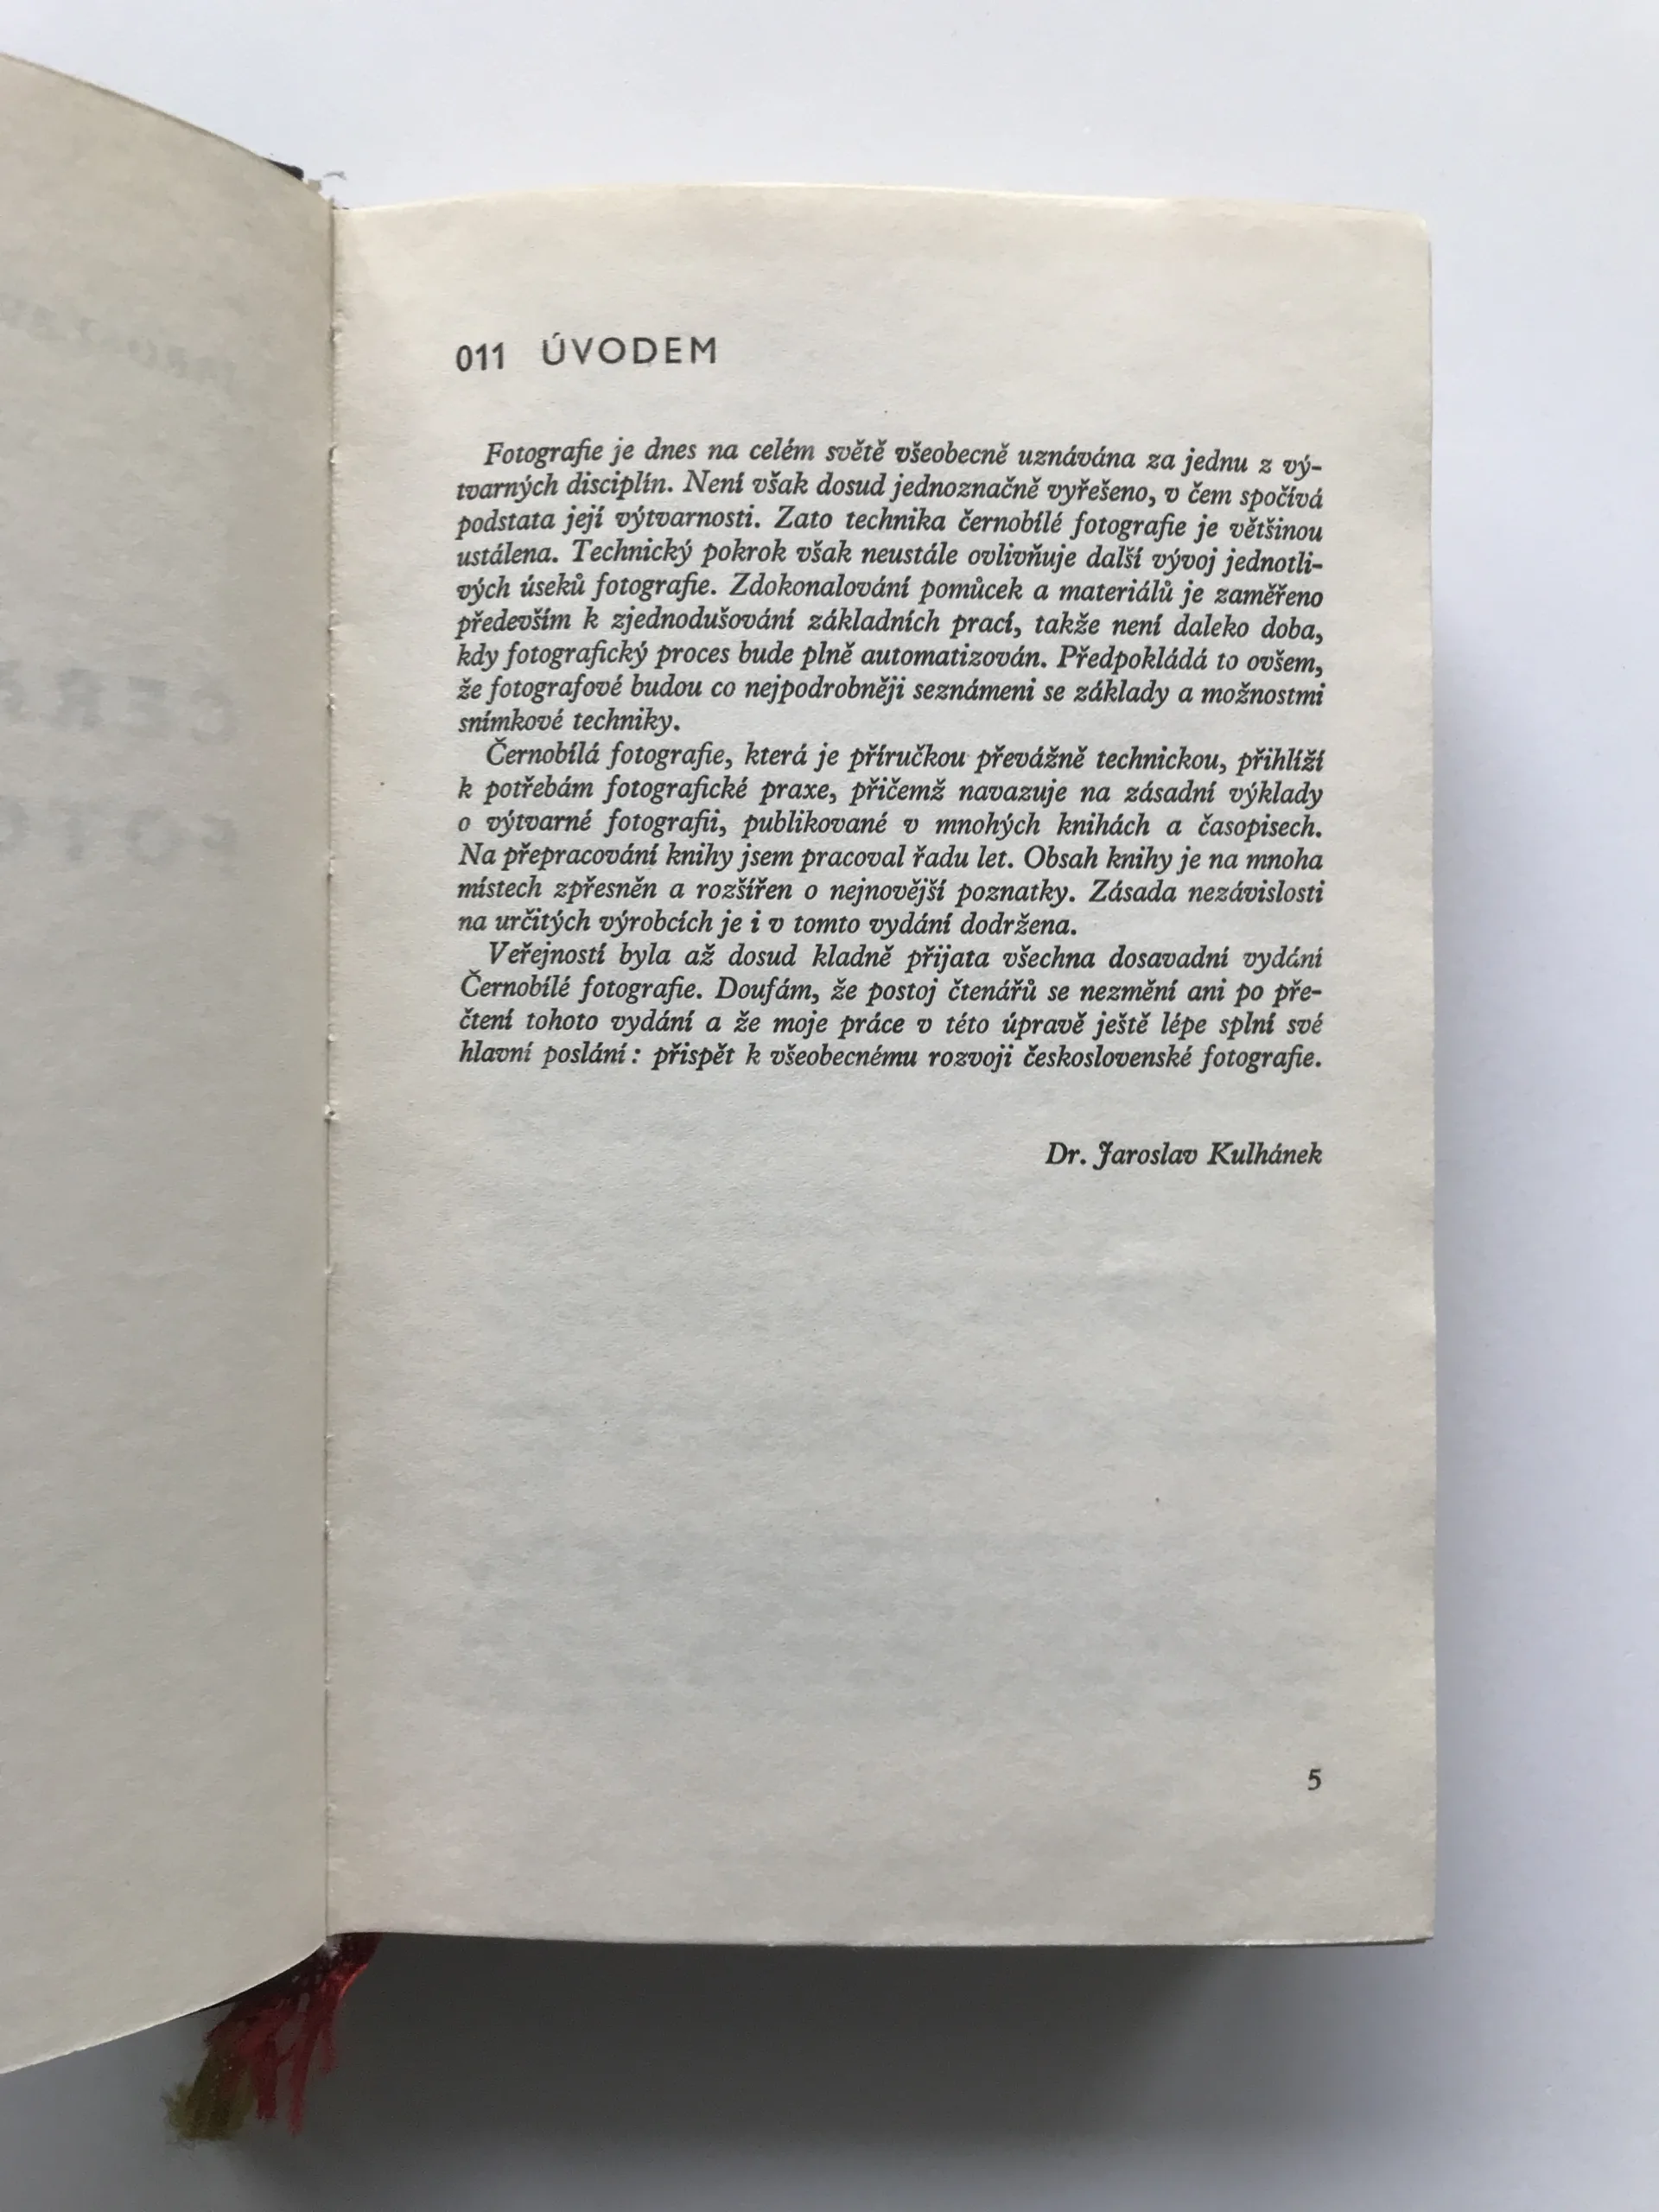 011 ÚVODEM
Fotografie je dnes na celém světě všeobecně uznávána za jednu z vý-
tvarných disciplín. Není však dosud jednoznačně vyřešeno, v čem spočívá
podstata její výtvarnosti. Zato technika černobílé fotografie je většinou
ustálena. Technický pokrok však neustále ovlivňuje další vývoj jednotli-
vých úseků fotografie. Zdokonalování pomůcek a materiálů je zaměřeno
především k zjednodušování základních prací, takže není daleko doba,
kdy fotografický proces bude plně automatizován. Předpokládá to ovšem,
že fotografové budou co nejpodrobněji seznámeni se základy a možnostmi
snímkové techniky.
Černobílá fotografie, která je příručkou převážně technickou, přihlíží
k potřebám fotografické praxe, přičemž navazuje na zásadní výklady
o výtvarné fotografii, publikované v mnohých knihách a časopisech.
Na přepracování knihy jsem pracoval řadu let. Obsah knihy je na mnoha
místech zpřesněn a rozšířen o nejnovější poznatky. Zásada nezávislosti
na určitých výrobcích je i v tomto vydání dodržena.
Veřejností byla až dosud kladně přijata všechna dosavadní vydání
Černobílé fotografie. Doufám, že postoj čtenářů se nezmění ani po pře-
čtení tohoto vydání a že moje práce v této úpravě ještě lépe splní své
hlavní poslání: přispět k všeobecnému rozvoji československé fotografie.
Dr. Jaroslav Kulhánek
5